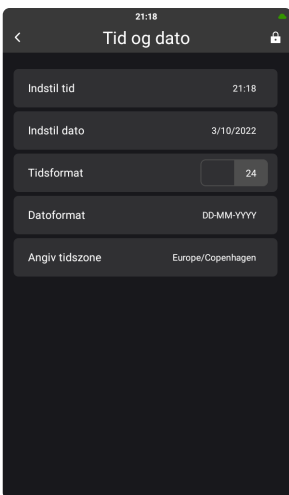 21:18
Tid og dato
Indstil tid 21:18
Indstil dato 3/10/2022
Tidsformat 24
Datoformat DD-MM-YYYY
Angiv tidszone Europe/Copenhagen